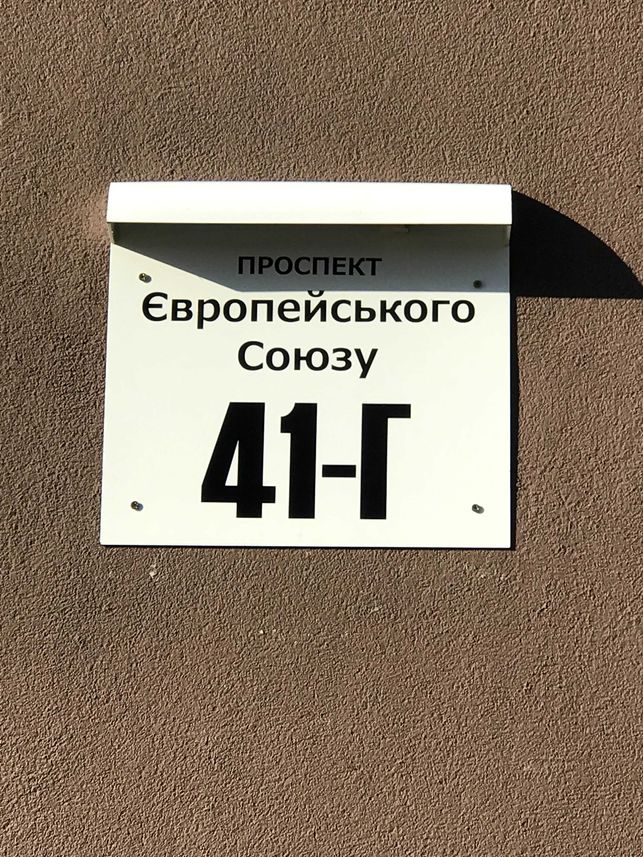 ПРОСПЕКТ
Європейського
Союзу
41-Г